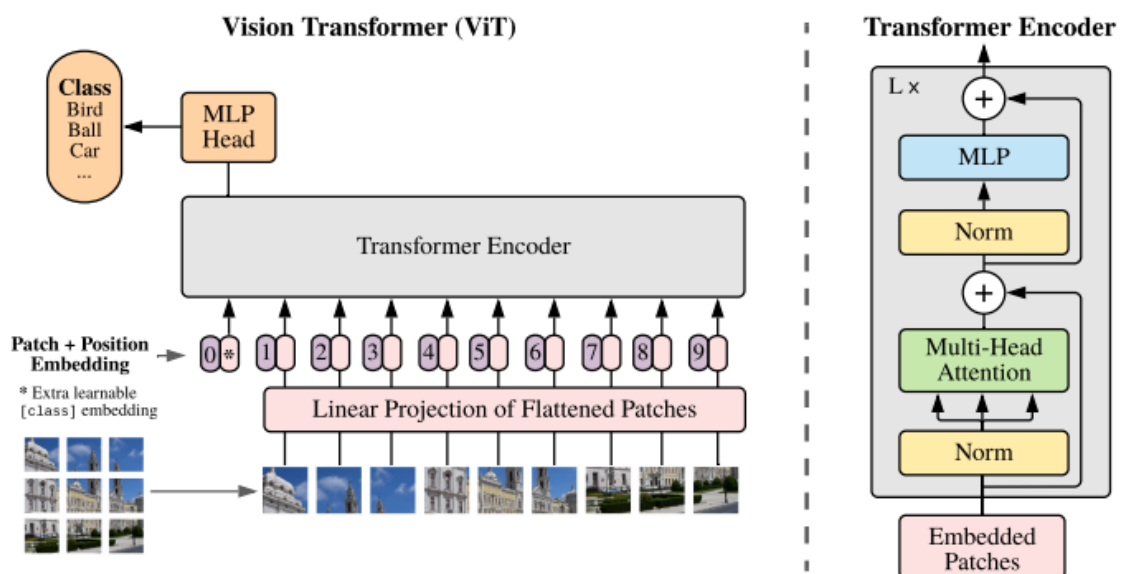 Vision Transformer (ViT)
Class
Bird
Ball
Car
...
MLP
Head
Transformer Encoder
Patch + Position
Embedding
0 * 1 2 3 4 5 6 7 8 9
* Extra learnable
[class] embedding
Linear Projection of Flattened Patches
Transformer Encoder
L x
+
MLP
Norm
+
Multi-Head
Attention
Norm
Embedded
Patches